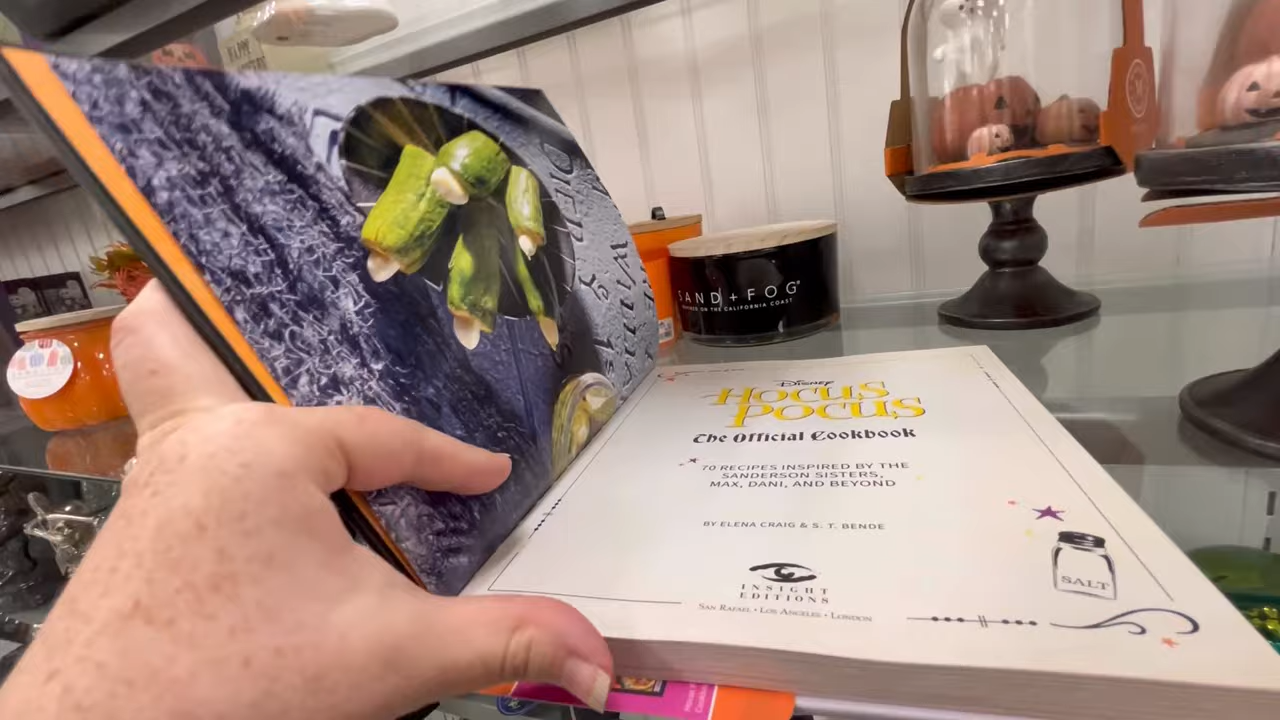 DISNEY
HOCUS
POCUS
The Official Cookbook
70 RECIPES INSPIRED BY THE
SANDERSON SISTERS,
MAX, DANI, AND BEYOND
BY ELENA CRAIG & S. T. BENDE
INSIGHT
EDITIONS
SAN RAFAEL • LOS ANGELES • LONDON
SALT
SAND + FOG®